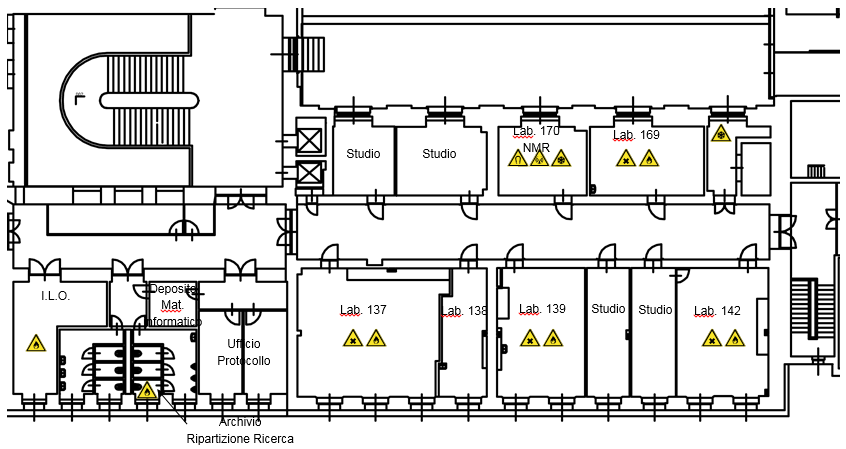 Lab. 170
NMR
Lab. 169
Studio
Studio
I.L.O.
Deposito
Mat.
Informatico
Lab. 137
Lab. 138
Lab. 139
Studio
Studio
Lab. 142
Ufficio
Protocollo
Archivio
Ripartizione Ricerca